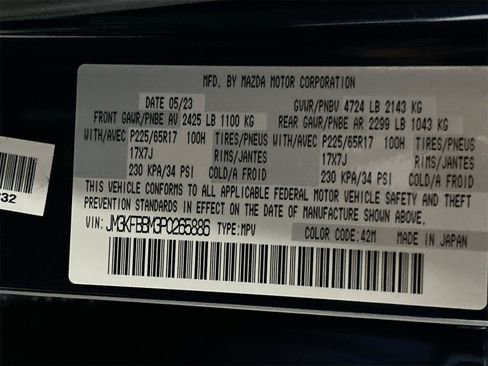 MFD. BY MAZDA MOTOR CORPORATION
DATE 05/23 GVWR/PNBV 4724 LB 2143 KG
FRONT GAWR/PNBE AV 2425 LB 1100 KG REAR GAWR/PNBE AR 2299 LB 1043 KG
WITH/AVEC P225/65R17 100H TIRES/PNEUS WITH/AVEC P225/65R17 100H TIRES/PNEUS
17X7J RIMS/JANTES 17X7J RIMS/JANTES
230 KPA/34 PSI COLD/A FROID 230 KPA/34 PSI COLD/A FROID
THIS VEHICLE CONFORMS TO ALL APPLICABLE FEDERAL MOTOR VEHICLE SAFETY AND THEFT
PREVENTION STANDARDS IN EFFECT ON THE DATE OF MANUFACTURE SHOWN ABOVE.
VIN: JM3KFBBM3P0265886 TYPE: MPV
COLOR CODE: 42M MADE IN JAPAN
932